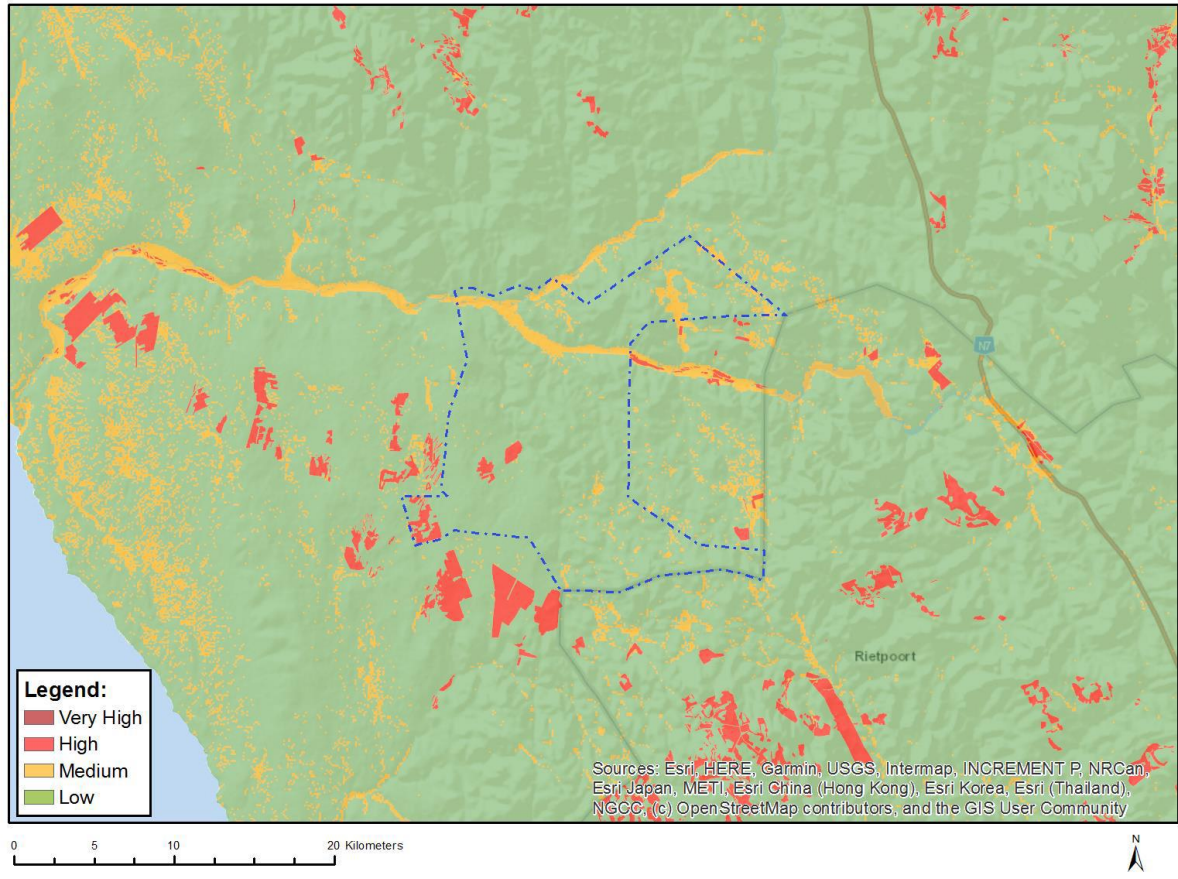 N7
Rietpoort
Legend:
Very High
High
Medium
Low
Sources: Esri, HERE, Garmin, USGS, Intermap, INCREMENT P, NRCan,
Esri Japan, METI, Esri China (Hong Kong), Esri Korea, Esri (Thailand),
NGCC, (c) OpenStreetMap contributors, and the GIS User Community
0 5 10 20 Kilometers
N